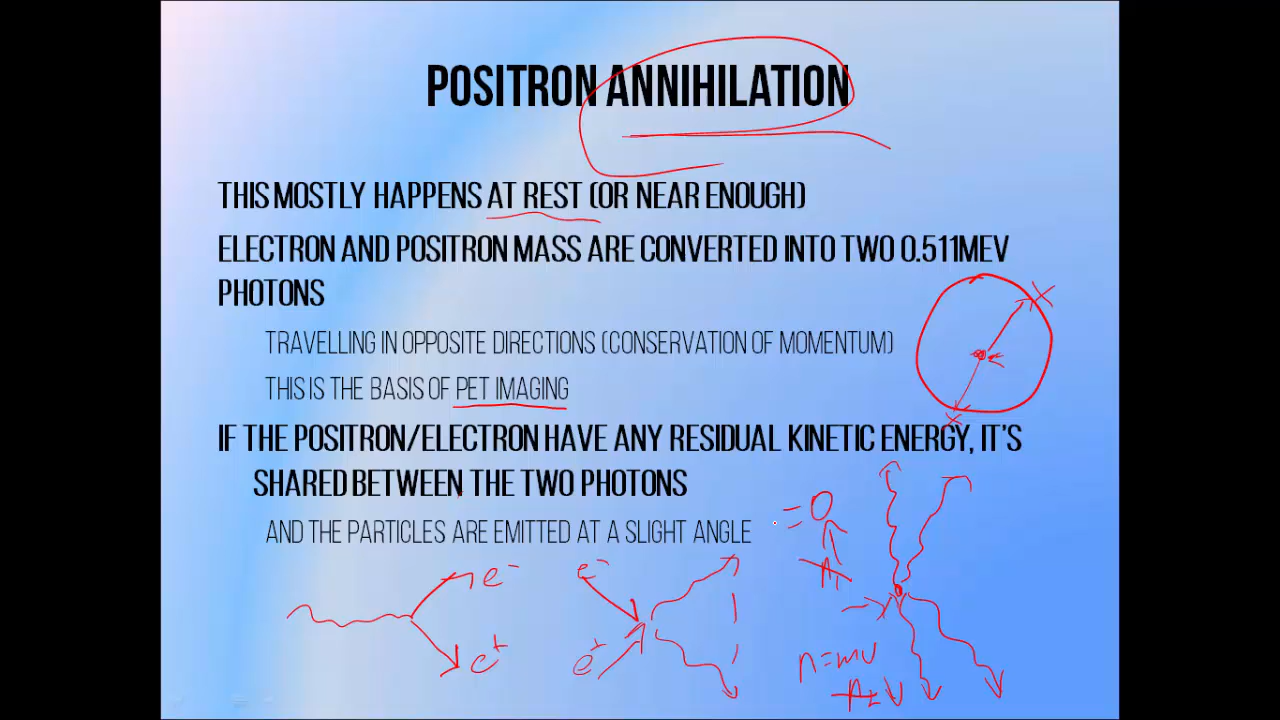 POSITRON ANNIHILATION
THIS MOSTLY HAPPENS AT REST (OR NEAR ENOUGH)
ELECTRON AND POSITRON MASS ARE CONVERTED INTO TWO 0.511MEV
PHOTONS
TRAVELLING IN OPPOSITE DIRECTIONS (CONSERVATION OF MOMENTUM)
THIS IS THE BASIS OF PET IMAGING
IF THE POSITRON/ELECTRON HAVE ANY RESIDUAL KINETIC ENERGY, IT'S
SHARED BETWEEN THE TWO PHOTONS
AND THE PARTICLES ARE EMITTED AT A SLIGHT ANGLE
= 0
e-
e+
e-
e+